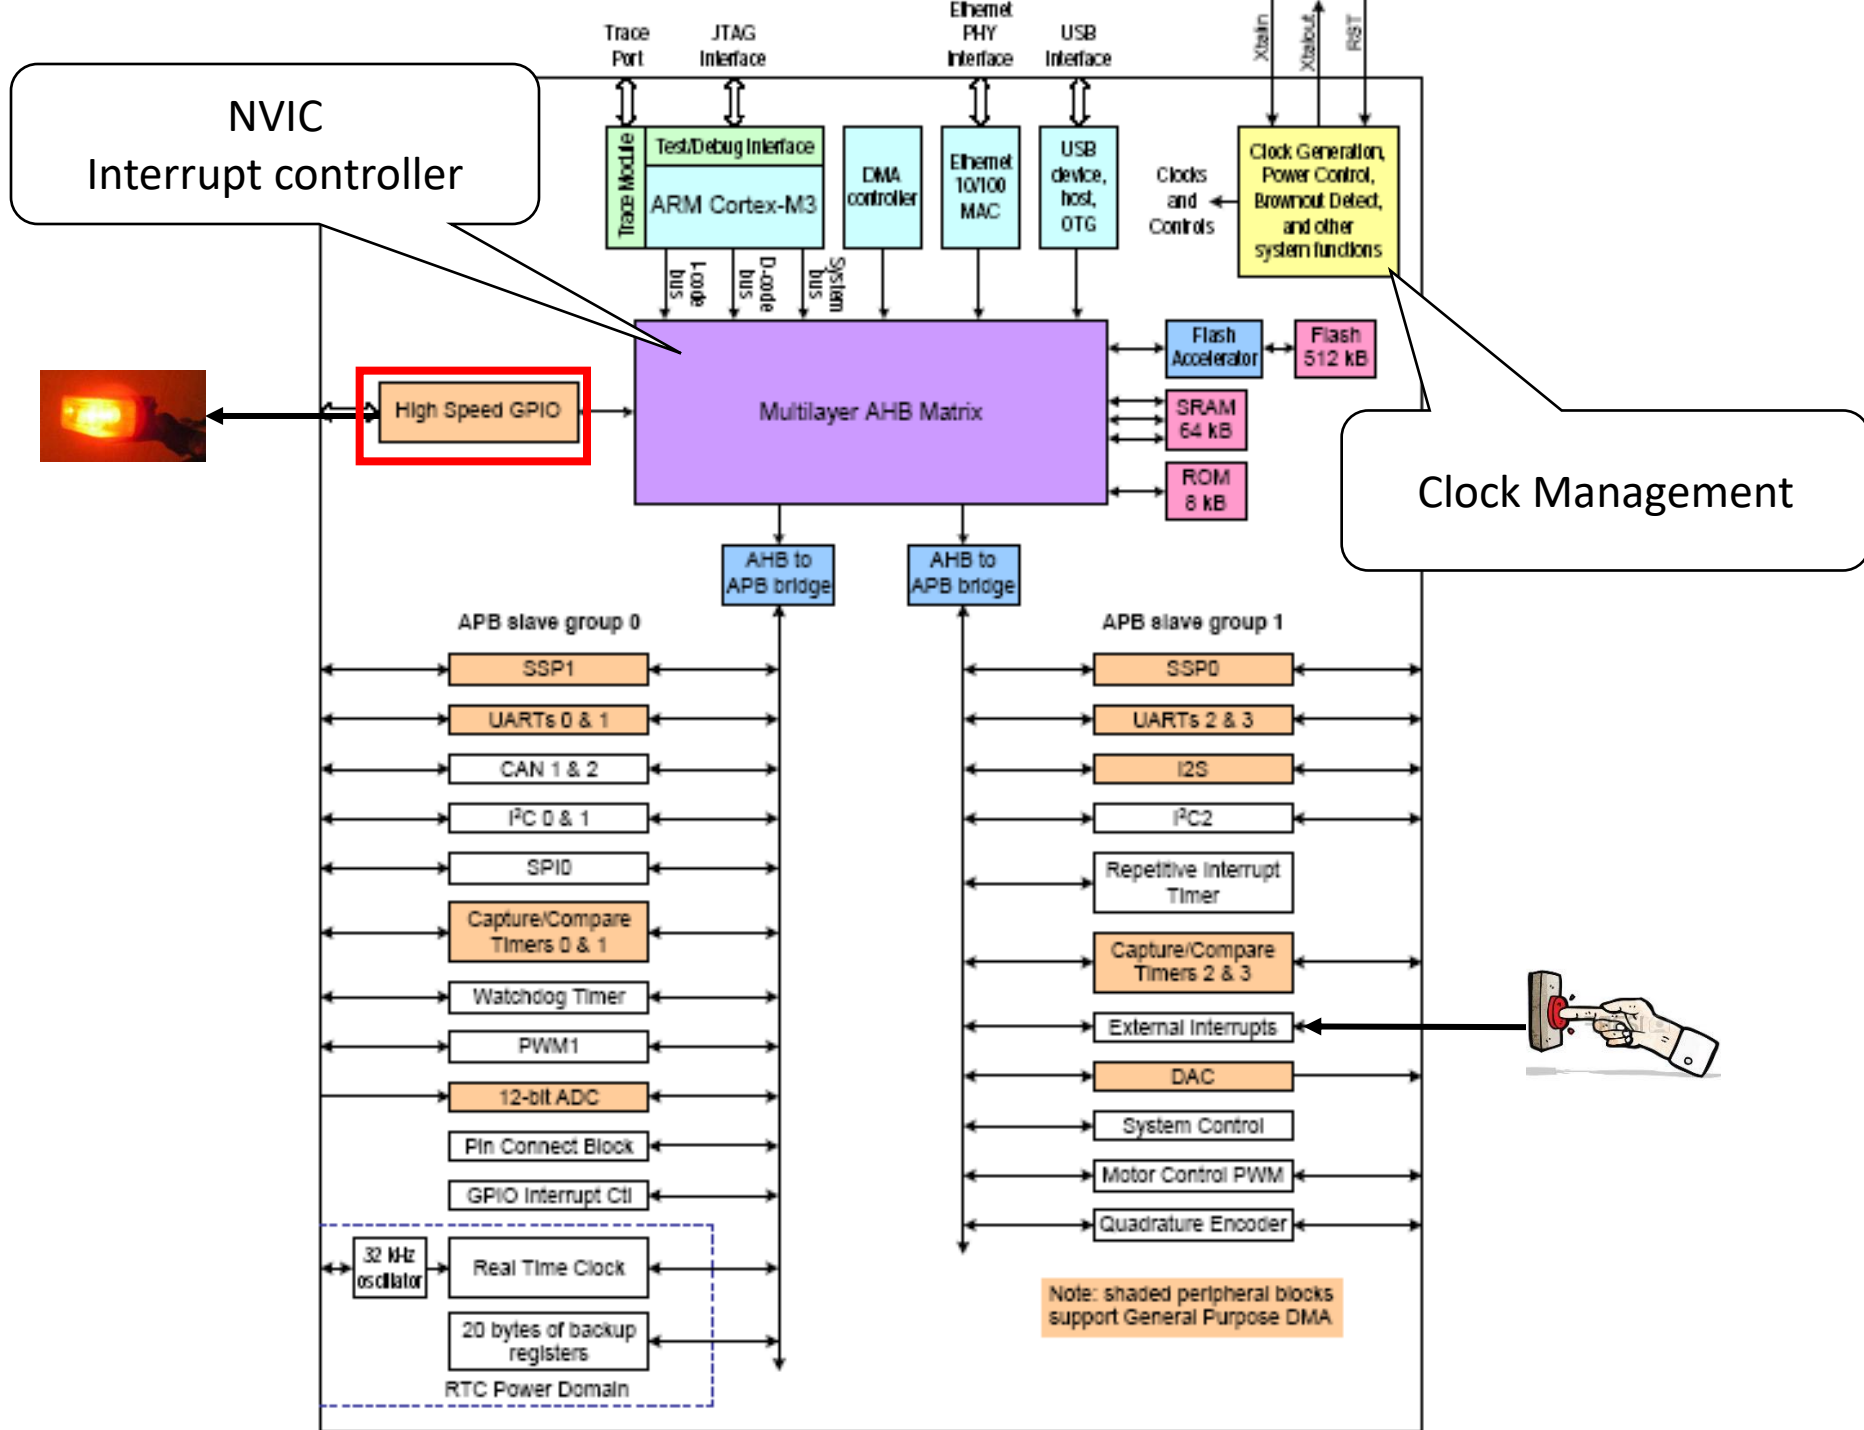 Trace
Port
JTAG
Interface
Ethernet
PHY
Interface
USB
Interface
Xtalin
Xtalout
RST
NVIC
Interrupt controller
Trace Module
Test/Debug Interface
ARM Cortex-M3
DMA
controller
Ethernet
10/100
MAC
USB
device,
host,
OTG
Clocks
and
Controls
Clock Generation,
Power Control,
Brownout Detect,
and other
system functions
I-code
bus
D-code
bus
System
bus
High Speed GPIO
Multilayer AHB Matrix
Flash
Accelerator
Flash
512 kB
SRAM
64 kB
ROM
8 kB
Clock Management
AHB to
APB bridge
AHB to
APB bridge
APB slave group 0
SSP1
UARTs 0 & 1
CAN 1 & 2
I²C 0 & 1
SPI0
Capture/Compare
Timers 0 & 1
Watchdog Timer
PWM1
12-bit ADC
Pin Connect Block
GPIO Interrupt Ctl
32 kHz
oscillator
Real Time Clock
20 bytes of backup
registers
RTC Power Domain
APB slave group 1
SSP0
UARTs 2 & 3
I2S
I²C2
Repetitive Interrupt
Timer
Capture/Compare
Timers 2 & 3
External Interrupts
DAC
System Control
Motor Control PWM
Quadrature Encoder
Note: shaded peripheral blocks
support General Purpose DMA